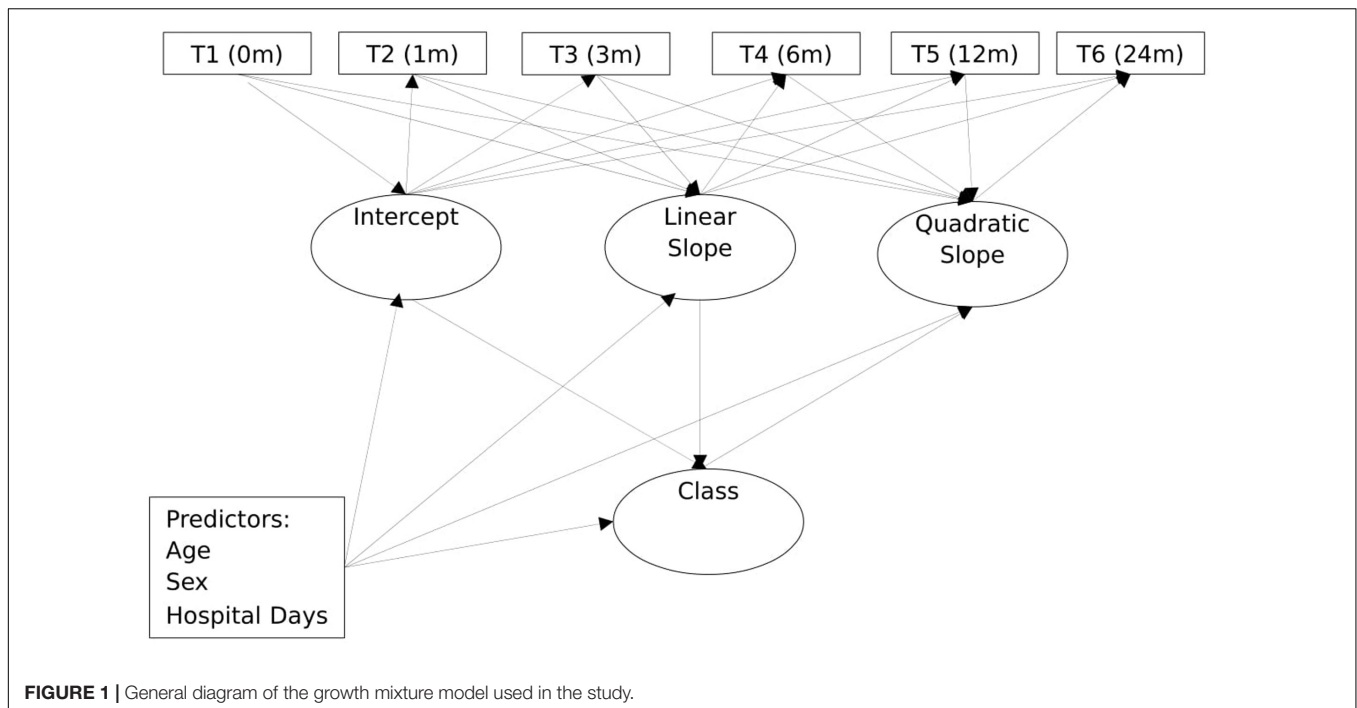 T1 (0m) T2 (1m) T3 (3m) T4 (6m) T5 (12m) T6 (24m)
Intercept
Linear
Slope
Quadratic
Slope
Class
Predictors:
Age
Sex
Hospital Days
FIGURE 1 | General diagram of the growth mixture model used in the study.